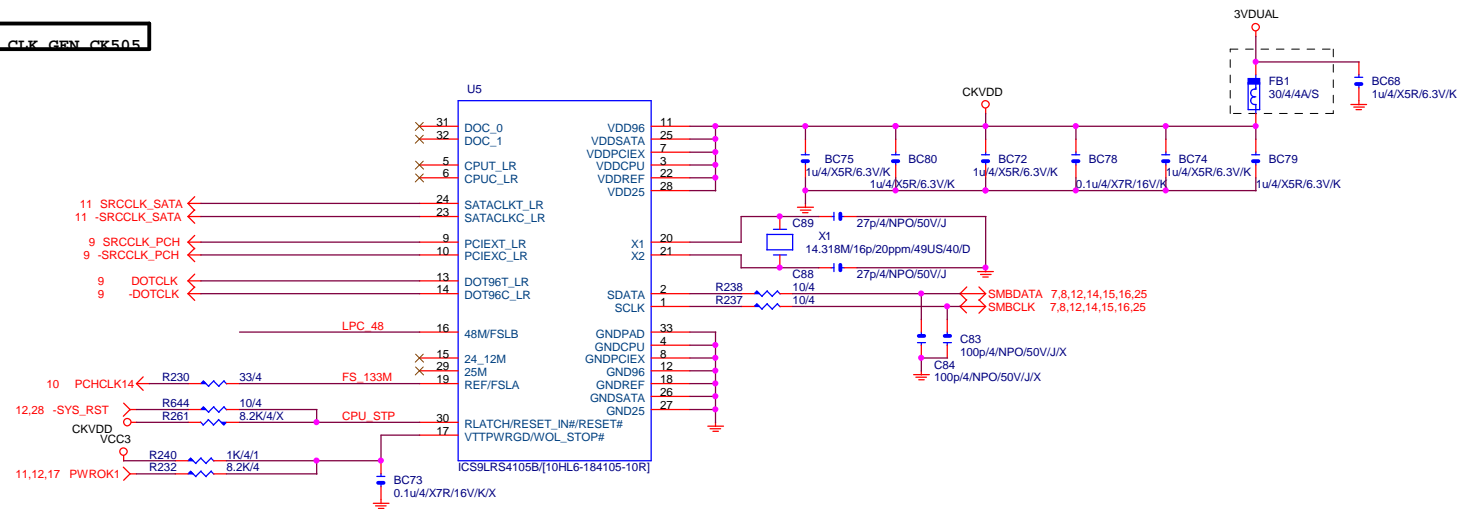 CLK GEN CK505
3VDUAL
FB1
30/4/4A/S
BC68
1u/4/X5R/6.3V/K
CKVDD
U5
31 DOC_0
32 DOC_1
5 CPUT_LR
6 CPUC_LR
11 SRCCLK_SATA 24 SATACLKT_LR
11 -SRCCLK_SATA 23 SATACLKC_LR
9 SRCCLK_PCH 9 PCIEXT_LR
9 -SRCCLK_PCH 10 PCIEXC_LR
9 DOTCLK 13 DOT96T_LR
9 -DOTCLK 14 DOT96C_LR
LPC_48 16 48M/FSLB
15 24_12M
29 25M
10 PCHCLK14 R230 33/4 FS_133M 19 REF/FSLA
12,28 -SYS_RST R644 10/4
CKVDD R261 8.2K/4/X CPU_STP 30 RLATCH/RESET_IN#/RESET#
17 VTTPWRGD/WOL_STOP#
VCC3
R240 1K/4/1
11,12,17 PWROK1 R232 8.2K/4
BC73
0.1u/4/X7R/16V/K/X
ICS9LRS4105B/[10HL6-184105-10R]
VDD96 11
VDDSATA 25
VDDPCIEX 7
VDDCPU 3
VDDREF 22
VDD25 28
BC75
1u/4/X5R/6.3V/K
BC80
1u/4/X5R/6.3V/K
BC72
1u/4/X5R/6.3V/K
BC78
0.1u/4/X7R/16V/K
BC74
1u/4/X5R/6.3V/K
BC79
1u/4/X5R/6.3V/K
C89 27p/4/NPO/50V/J
X1
14.318M/16p/20ppm/49US/40/D
C88 27p/4/NPO/50V/J
X1 20
X2 21
SDATA 2 R238 10/4 SMBDATA 7,8,12,14,15,16,25
SCLK 1 R237 10/4 SMBCLK 7,8,12,14,15,16,25
C83
100p/4/NPO/50V/J/X
C84
100p/4/NPO/50V/J/X
GNDPAD 33
GNDCPU 4
GNDPCIEX 8
GND96 12
GNDREF 18
GNDSATA 26
GND25 27